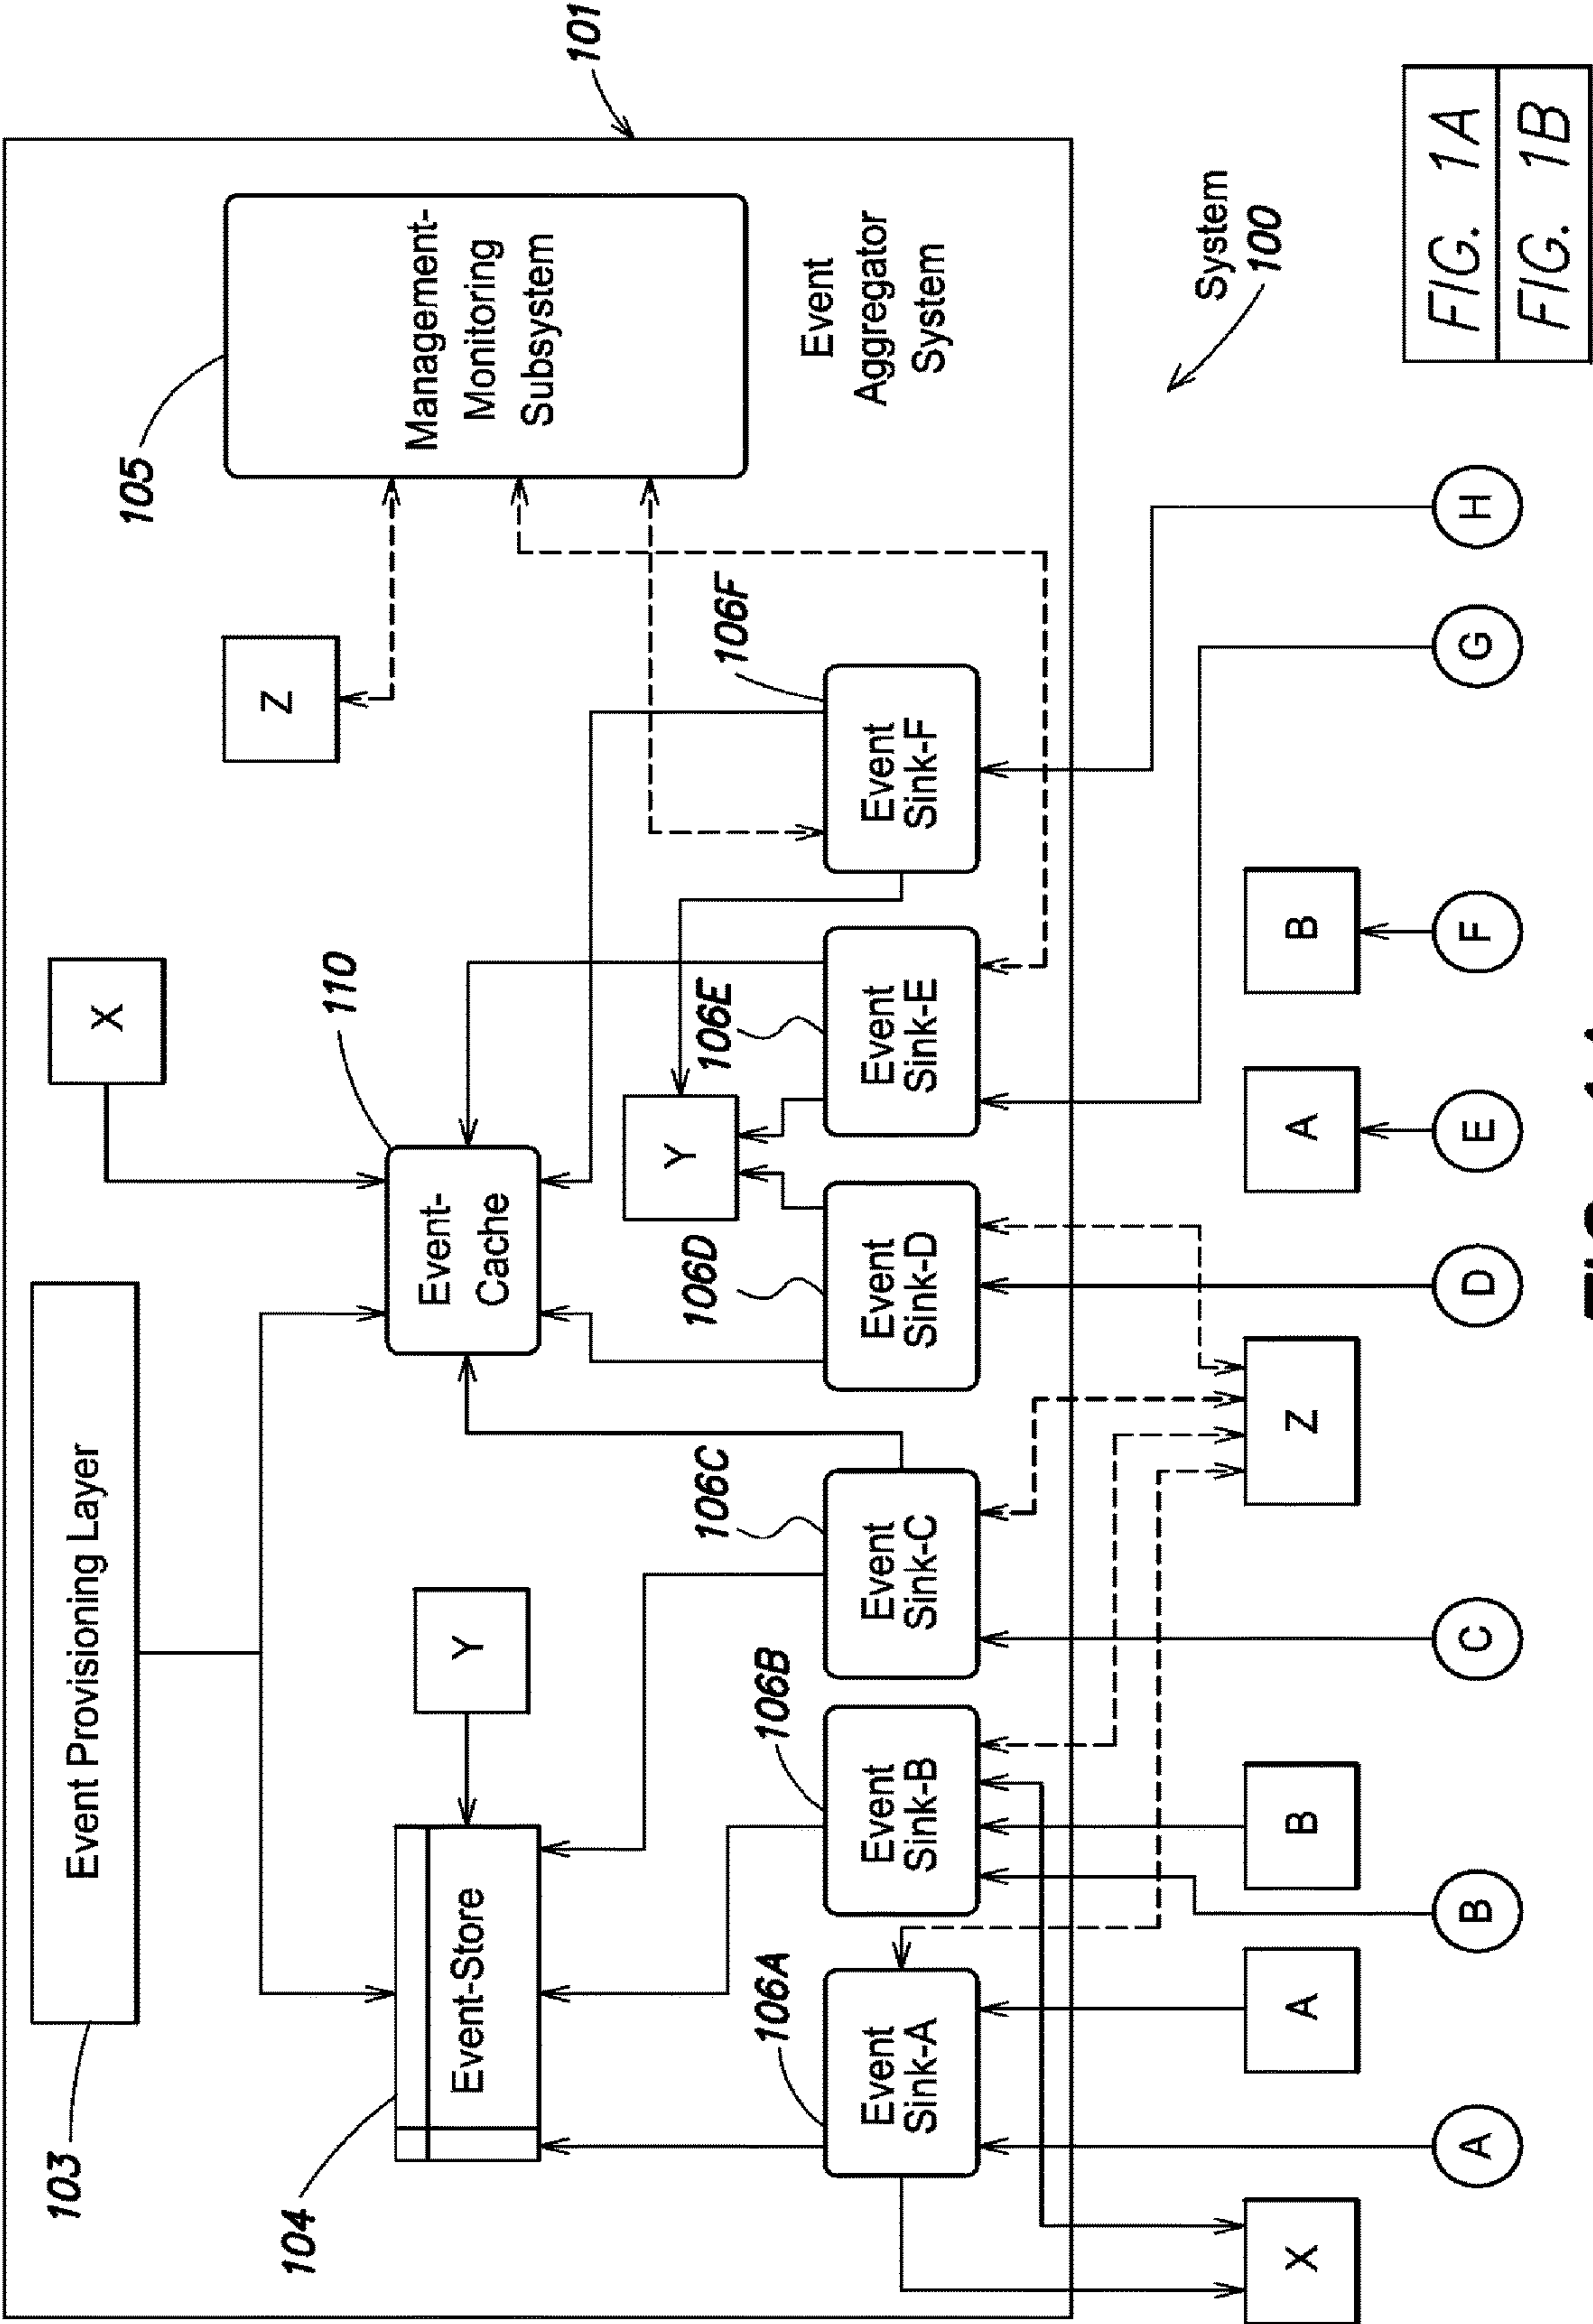 101
103
Event Provisioning Layer
X
105
Management-
Monitoring
Subsystem
Z
110
Event-
Cache
104
Event-Store
Y
Y
Event
Aggregator
System
106A
Event
Sink-A
106B
Event
Sink-B
106C
Event
Sink-C
106D
Event
Sink-D
106E
Event
Sink-E
106F
Event
Sink-F
System
100
X
A
B
Z
A
B
A
B
C
D
E
F
G
H
FIG. 1A
FIG. 1B